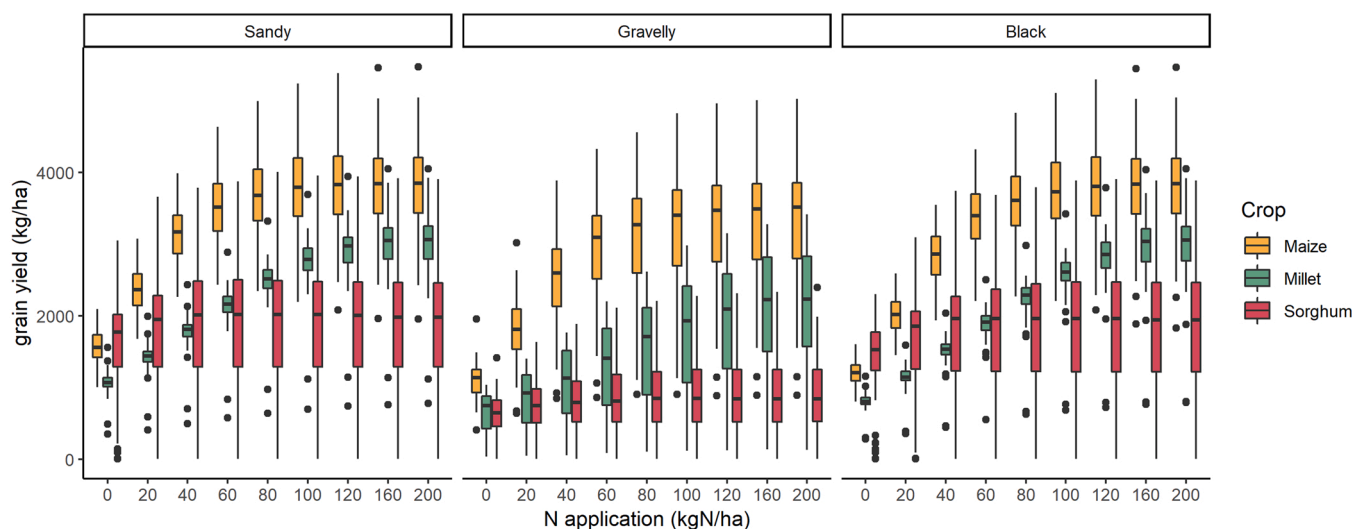 Sandy
Gravelly
Black
grain yield (kg/ha)
4000
2000
0
0 20 40 60 80 100 120 160 200
0 20 40 60 80 100 120 160 200
0 20 40 60 80 100 120 160 200
N application (kgN/ha)
Crop
Maize
Millet
Sorghum